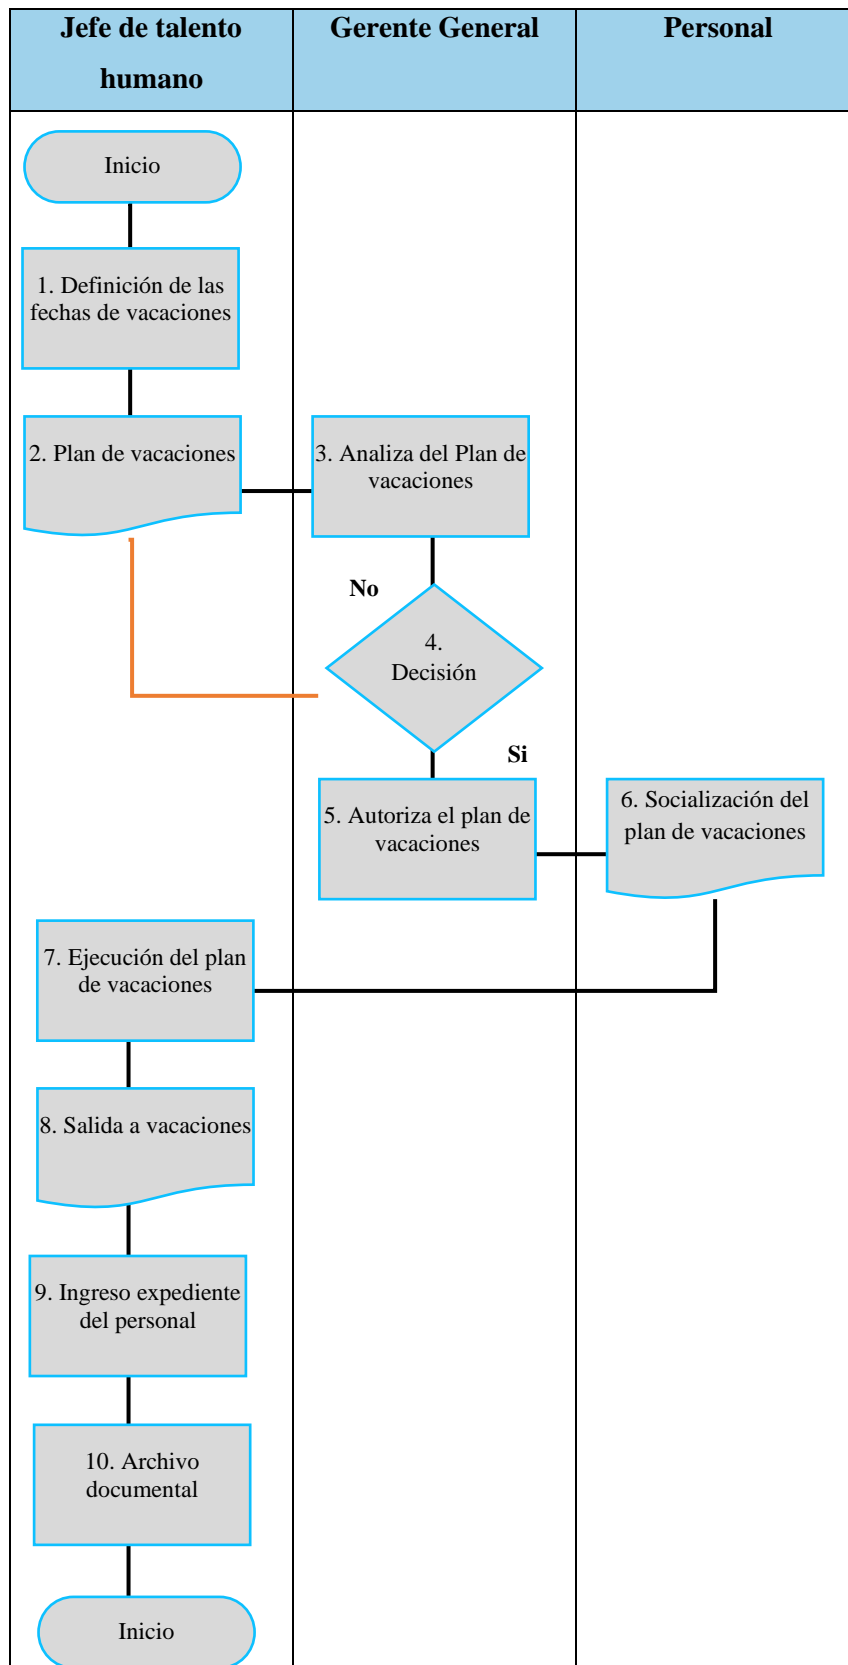 Jefe de talento
humano
Gerente General
Personal
Inicio
1. Definición de las
fechas de vacaciones
2. Plan de vacaciones
3. Analiza del Plan de
vacaciones
No
4.
Decisión
Si
5. Autoriza el plan de
vacaciones
6. Socialización del
plan de vacaciones
7. Ejecución del plan
de vacaciones
8. Salida a vacaciones
9. Ingreso expediente
del personal
10. Archivo
documental
Inicio